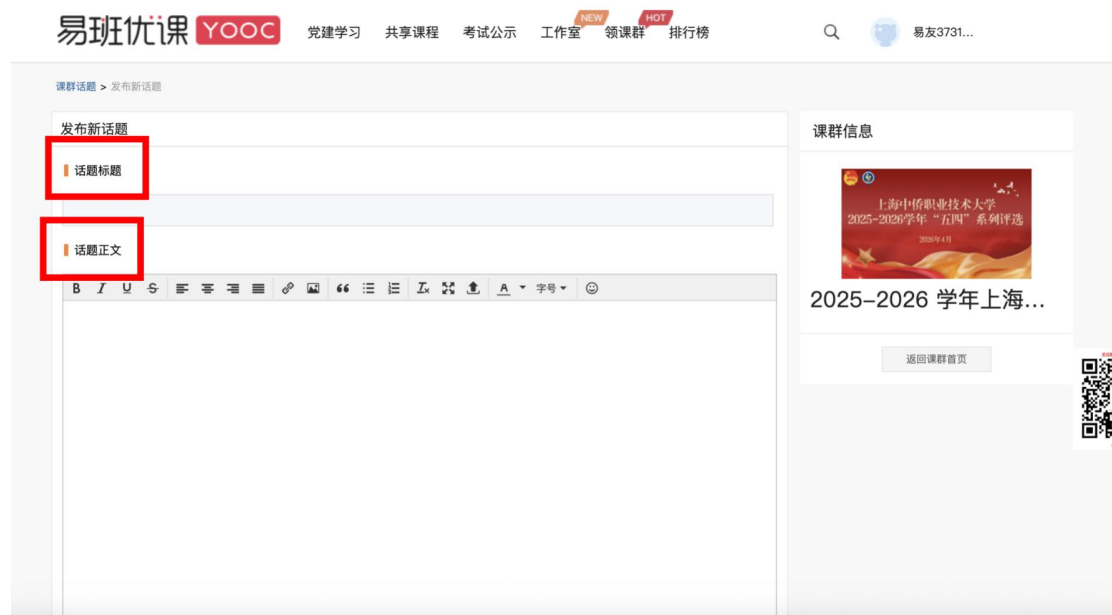 易班优课 YOOC
党建学习 共享课程 考试公示 工作室 NEW 领课群 HOT 排行榜
易友3731...
课群话题 > 发布新话题
发布新话题
话题标题
话题正文
B I U S 字号
课群信息
上海中侨职业技术大学
2025-2026学年“五四”系列评选
2026年4月
2025-2026 学年上海...
返回课群首页